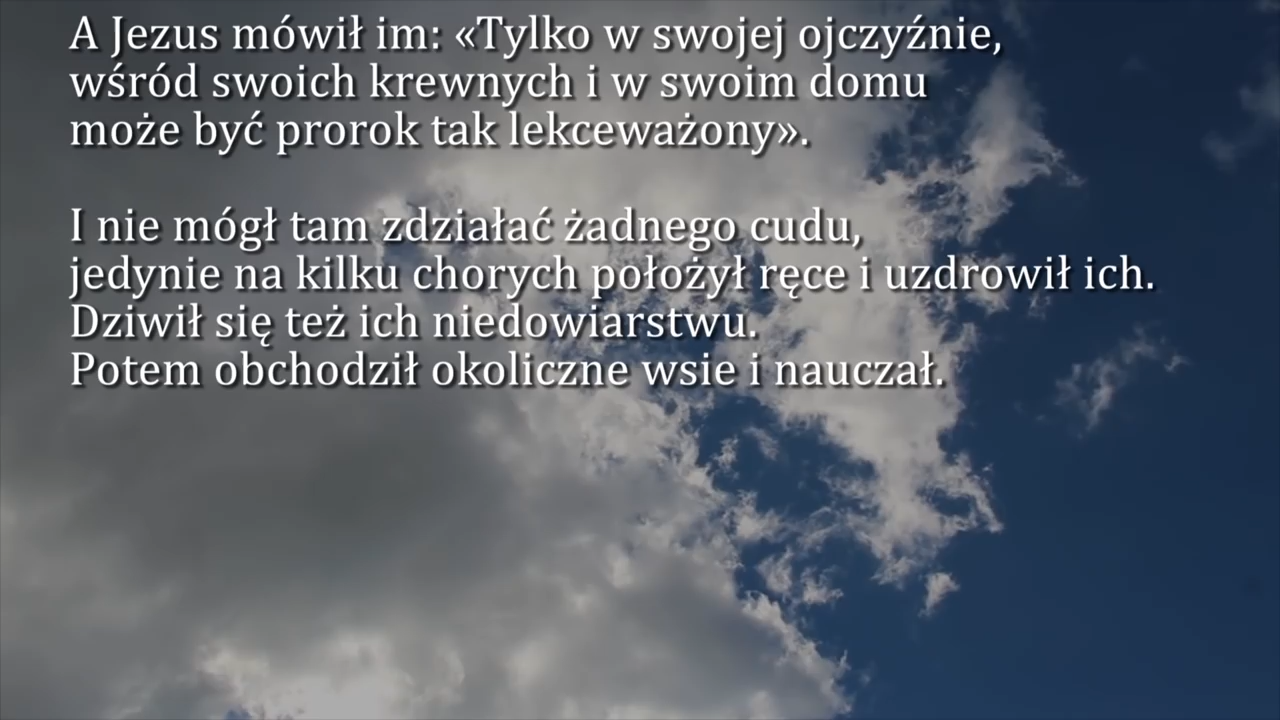 A Jezus mówił im: «Tylko w swojej ojczyźnie,
wśród swoich krewnych i w swoim domu
może być prorok tak lekceważony».
I nie mógł tam zdziałać żadnego cudu,
jedynie na kilku chorych położył ręce i uzdrowił ich.
Dziwił się też ich niedowiarstwu.
Potem obchodził okoliczne wsie i nauczał.